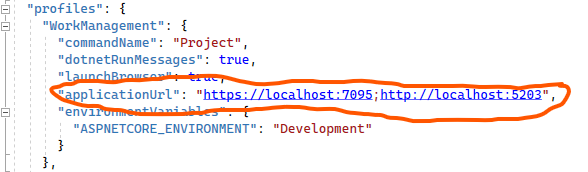 "profiles": {
"WorkManagement": {
"commandName": "Project",
"dotnetRunMessages": true,
"launchBrowser": true,
"applicationUrl": "https://localhost:7095;http://localhost:5203",
"environmentVariables": {
"ASPNETCORE_ENVIRONMENT": "Development"
}
},